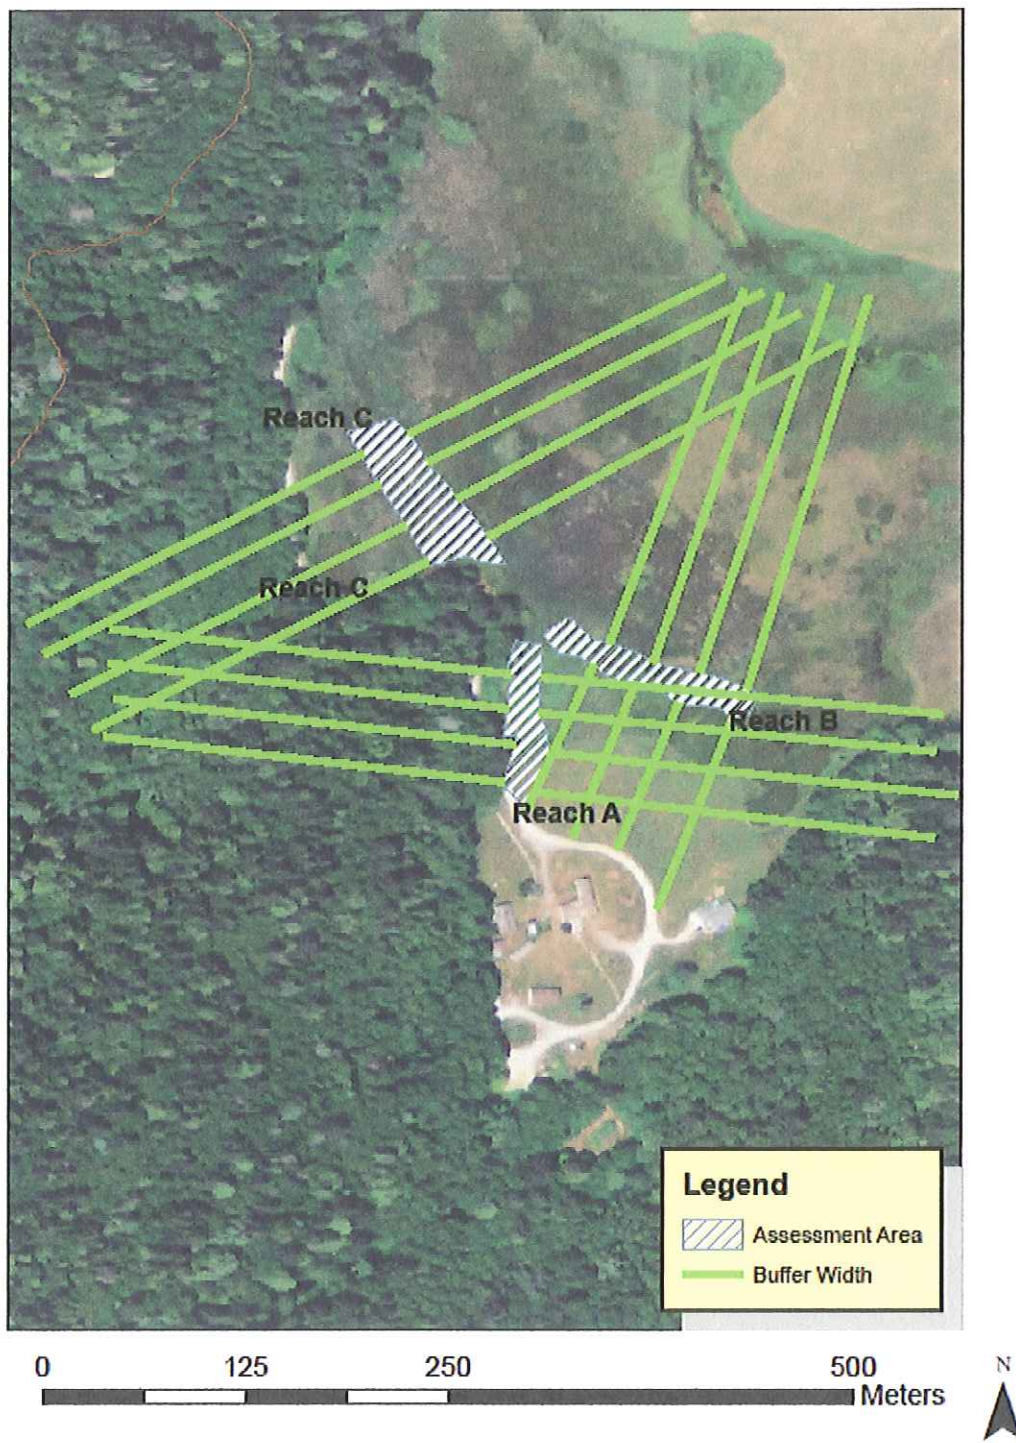 Reach C
Reach C
Reach B
Reach A
Legend
Assessment Area
Buffer Width
0 125 250 500
Meters
N